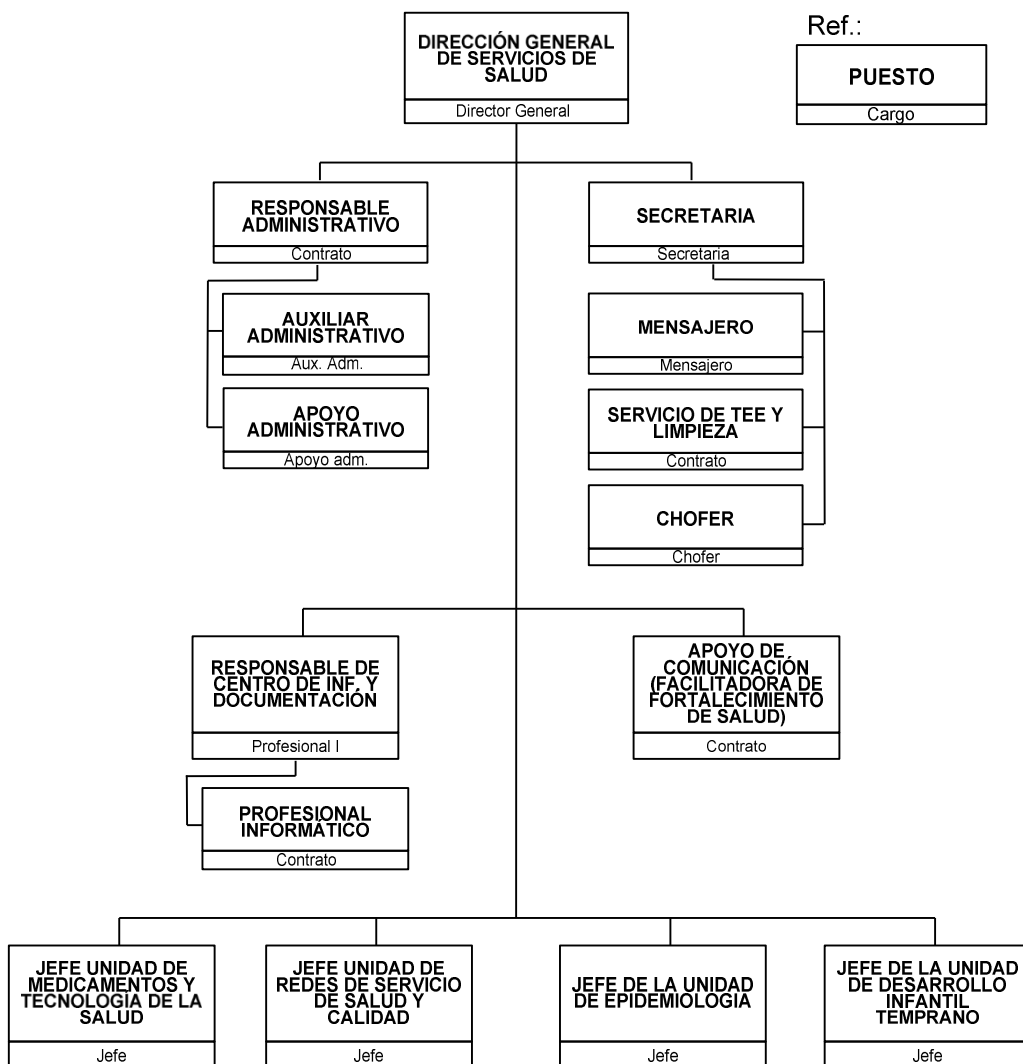 DIRECCIÓN GENERAL
DE SERVICIOS DE
SALUD
Director General
Ref.:
PUESTO
Cargo
RESPONSABLE
ADMINISTRATIVO
Contrato
SECRETARIA
Secretaria
AUXILIAR
ADMINISTRATIVO
Aux. Adm.
MENSAJERO
Mensajero
APOYO
ADMINISTRATIVO
Apoyo adm.
SERVICIO DE TEE Y
LIMPIEZA
Contrato
CHOFER
Chofer
RESPONSABLE DE
CENTRO DE INF. Y
DOCUMENTACIÓN
Profesional I
APOYO DE
COMUNICACIÓN
(FACILITADORA DE
FORTALECIMIENTO
DE SALUD)
Contrato
PROFESIONAL
INFORMÁTICO
Contrato
JEFE UNIDAD DE
MEDICAMENTOS Y
TECNOLOGIA DE LA
SALUD
Jefe
JEFE UNIDAD DE
REDES DE SERVICIO
DE SALUD Y
CALIDAD
Jefe
JEFE DE LA UNIDAD
DE EPIDEMIOLOGIA
Jefe
JEFE DE LA UNIDAD
DE DESARROLLO
INFANTIL
TEMPRANO
Jefe